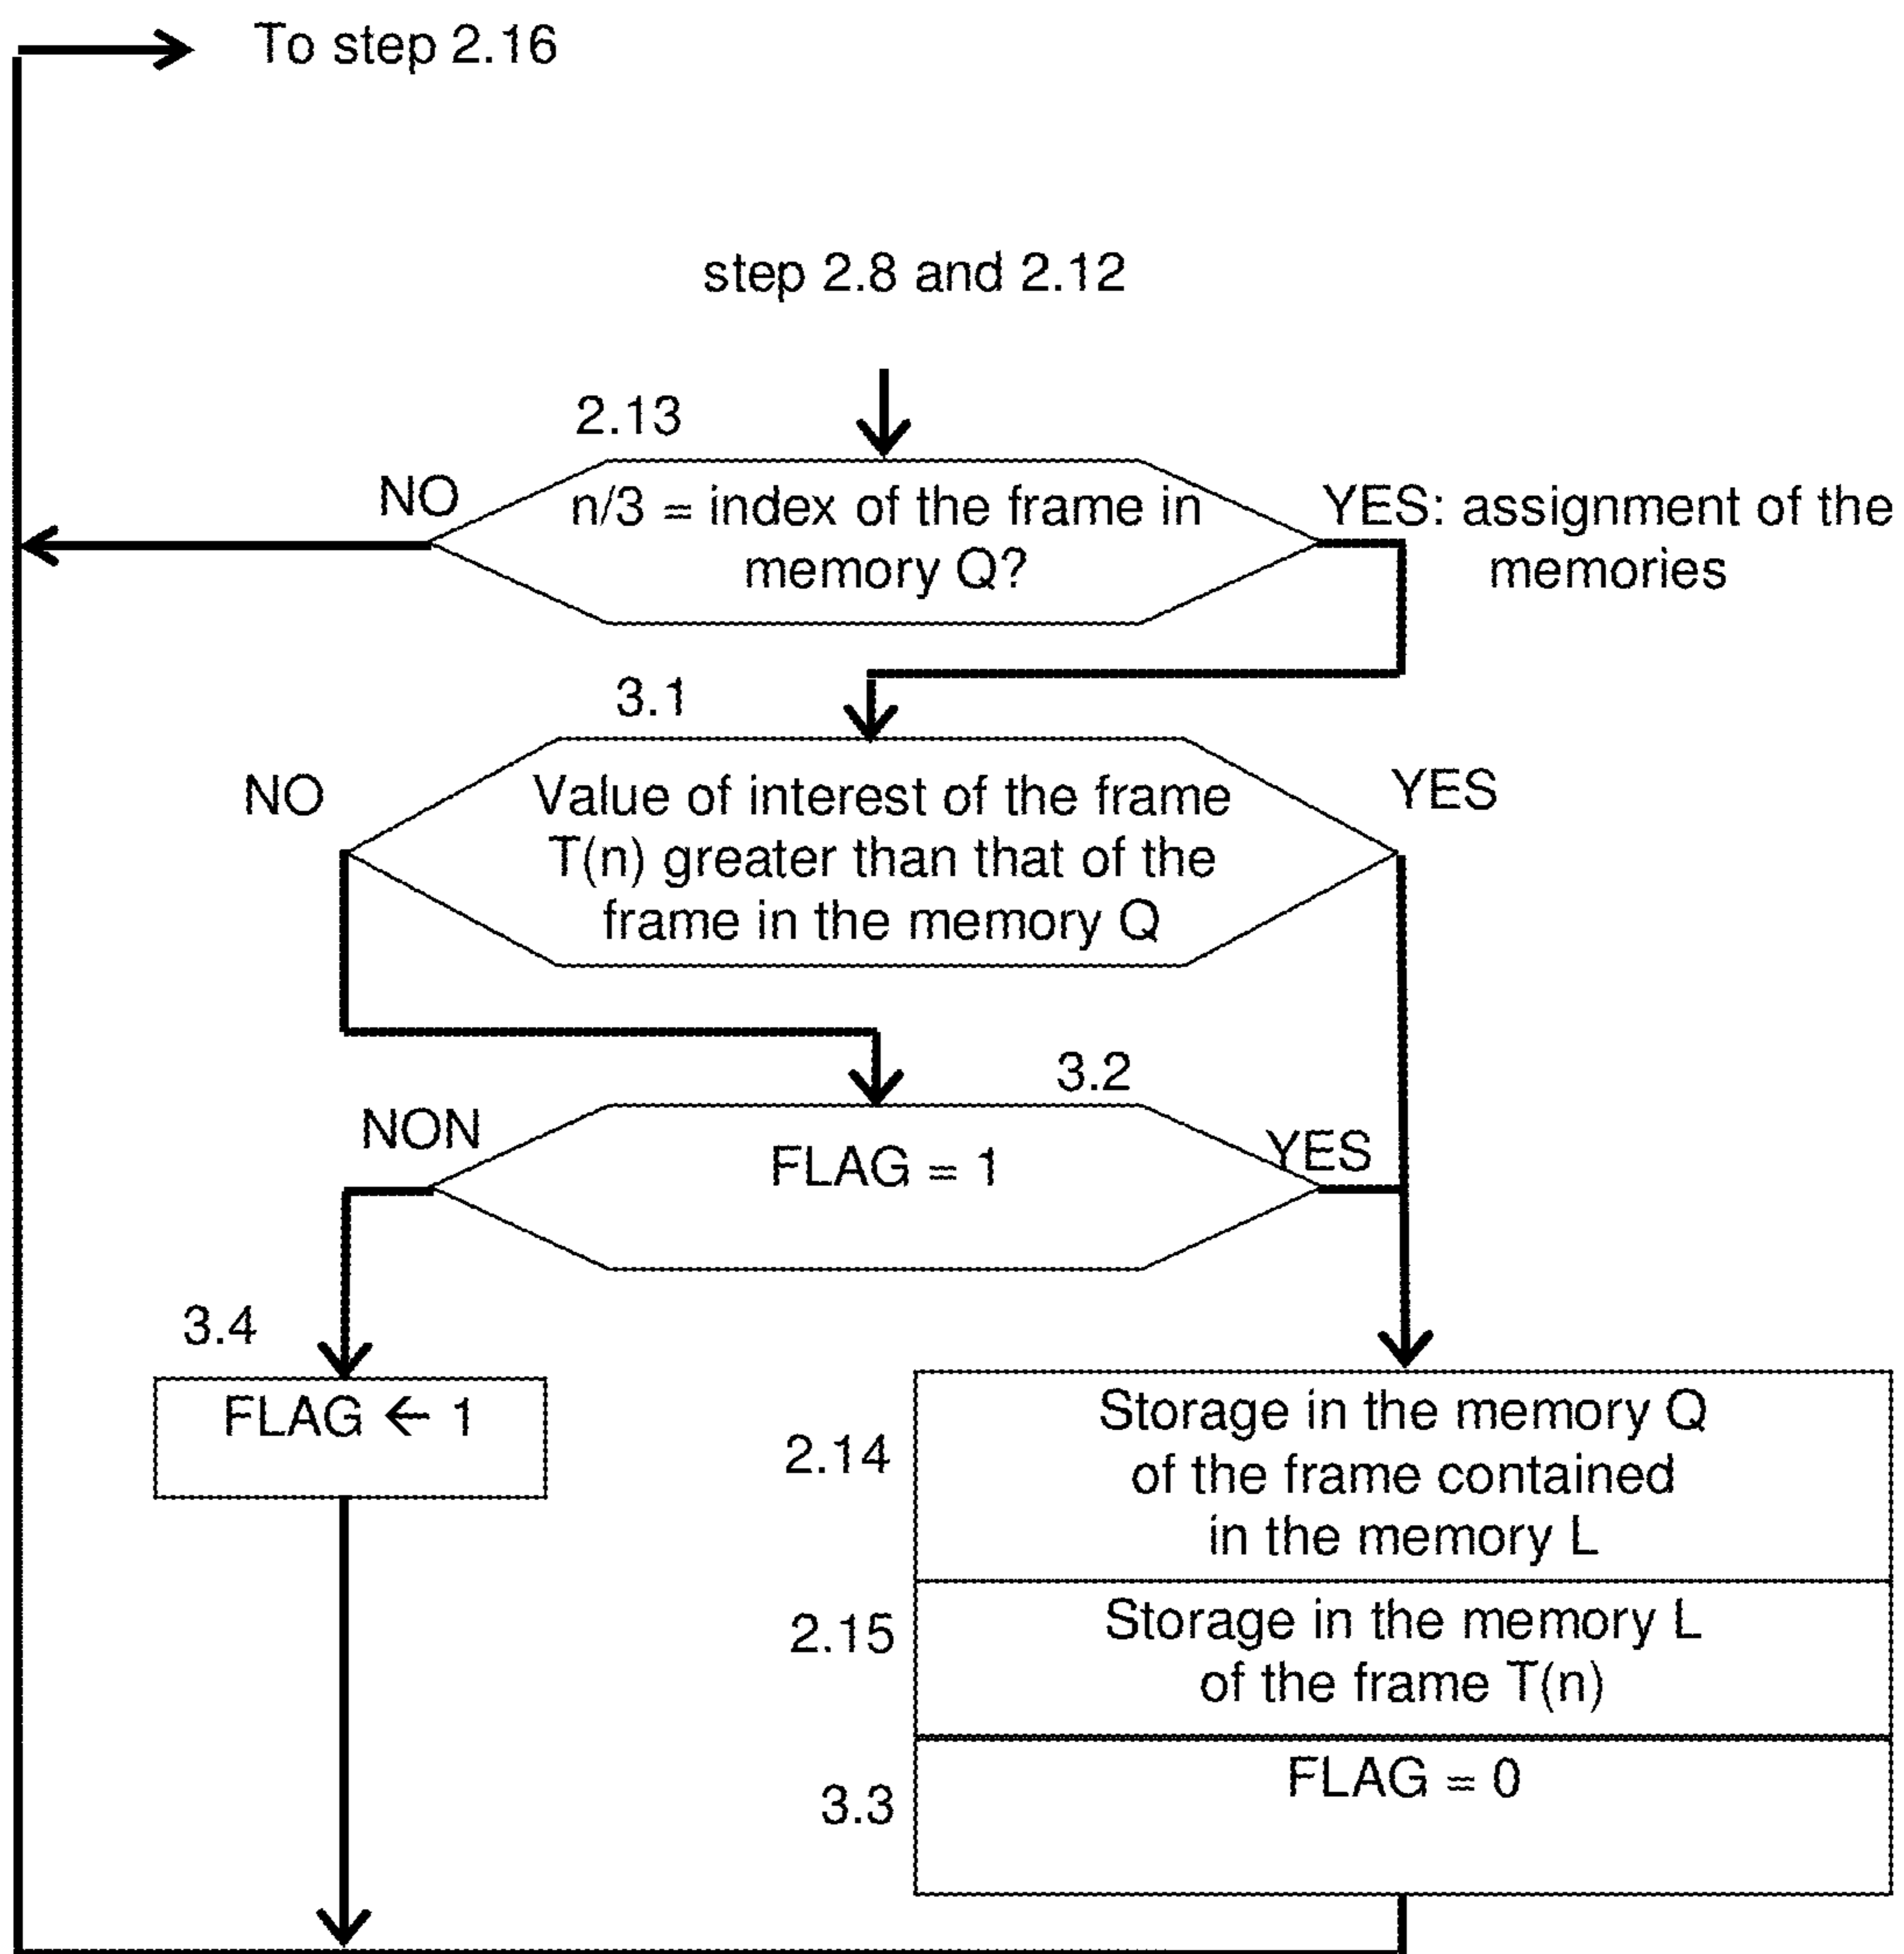 To step 2.16
step 2.8 and 2.12
2.13
NO
n/3 = index of the frame in
memory Q?
YES: assignment of the
memories
3.1
NO
Value of interest of the frame
T(n) greater than that of the
frame in the memory Q
YES
3.2
NON
FLAG = 1
YES
3.4
FLAG ← 1
2.14
Storage in the memory Q
of the frame contained
in the memory L
2.15
Storage in the memory L
of the frame T(n)
3.3
FLAG = 0